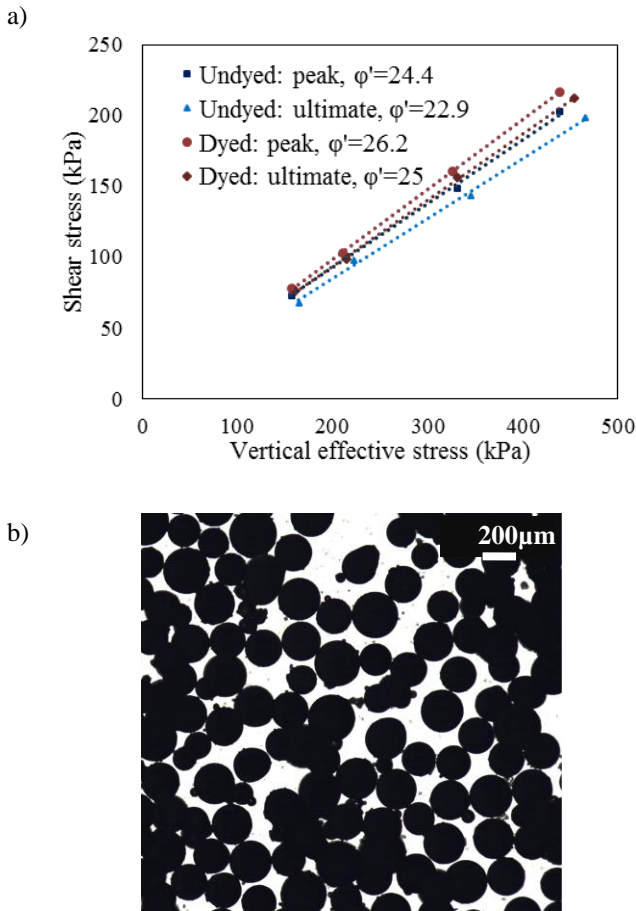 a)
250
200
150
100
50
0
Shear stress (kPa)
Undyed: peak, φ'=24.4
Undyed: ultimate, φ'=22.9
Dyed: peak, φ'=26.2
Dyed: ultimate, φ'=25
0 100 200 300 400 500
Vertical effective stress (kPa)
b)
200µm